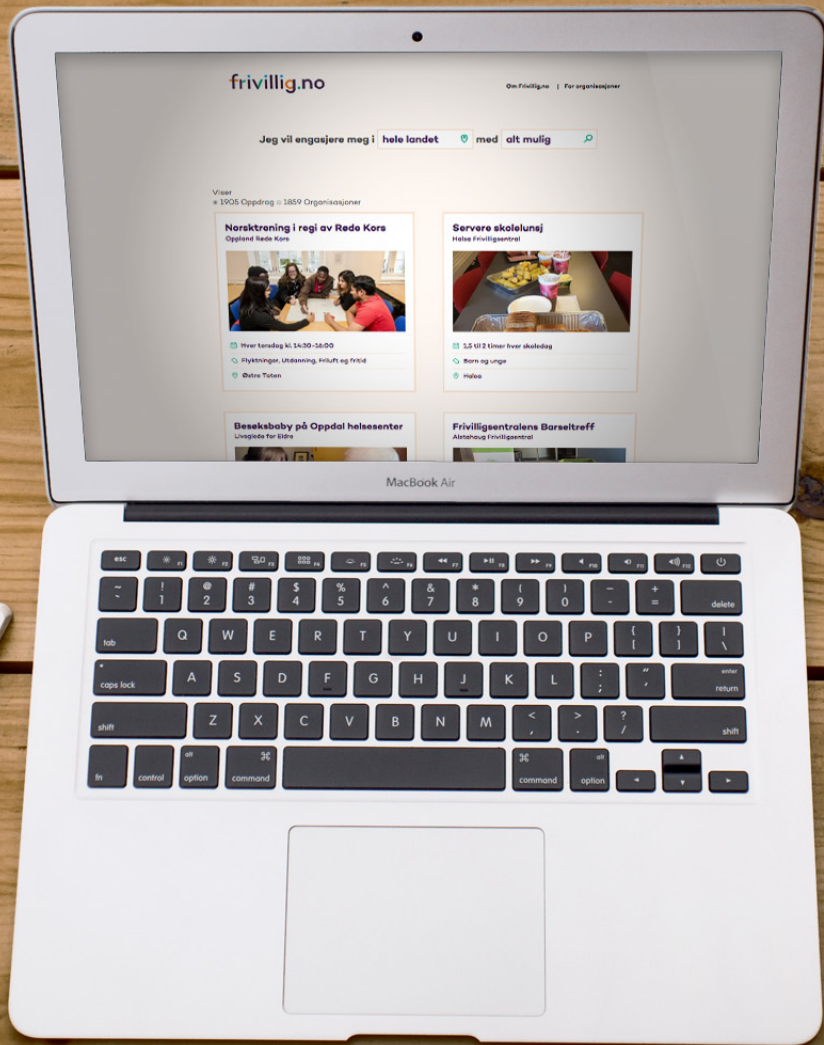 frivillig.no
Om Frivillig.no | For organisasjoner
Jeg vil engasjere meg i hele landet med alt mulig
Viser
1905 Oppdrag 1859 Organisasjoner
Norsktrening i regi av Røde Kors
Oppland Røde Kors
Hver torsdag kl. 14:30-16:00
Flyktninger, Utdanning, Friluft og fritid
Østre Toten
Servere skolelunsj
Halsa Frivilligsentral
1,5 til 2 timer hver skoledag
Barn og unge
Halsa
Besøksbaby på Oppdal helsesenter
Livsglede for Eldre
Frivilligsentralens Barseltreff
Alstahaug Frivilligsentral
MacBook Air
esc F1 F2 F3 F4 F5 F6 F7 F8 F9 F10 F11 F12
~ ` ! 1 @ 2 # 3 $ 4 % 5 ^ 6 & 7 * 8 ( 9 ) 0 _ - + = delete
tab Q W E R T Y U I O P { [ } ] | \
caps lock A S D F G H J K L : ; " ' enter return
shift Z X C V B N M < , > . ? / shift
fn control alt option ⌘ command ⌘ command alt option